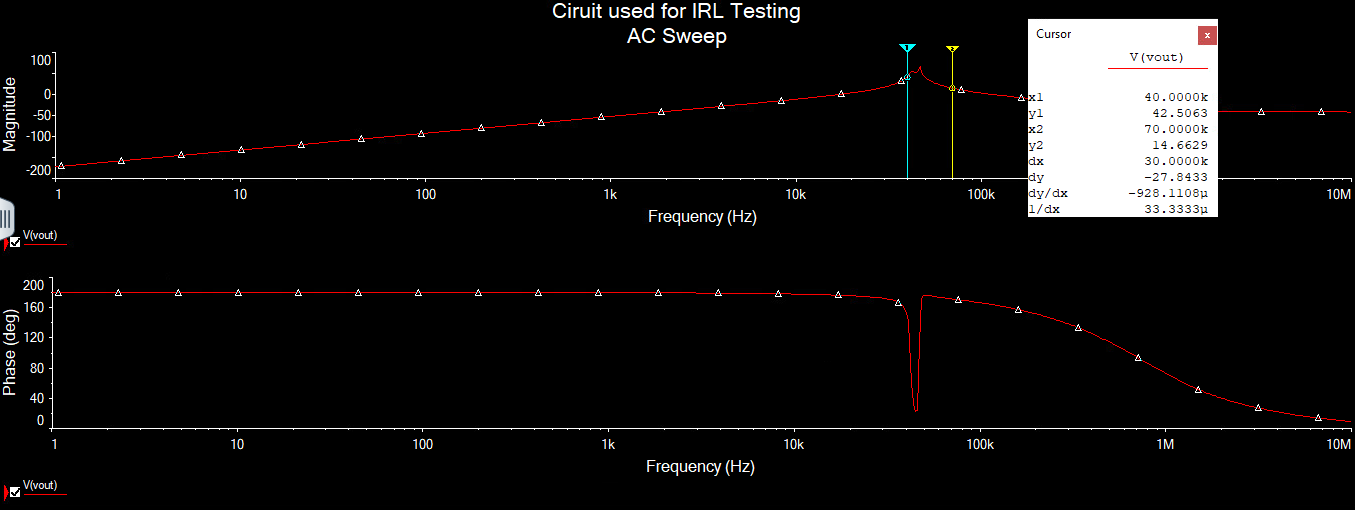 Ciruit used for IRL Testing
AC Sweep
Cursor x
V(vout)
x1 40.0000k
y1 42.5063
x2 70.0000k
y2 14.6629
dx 30.0000k
dy -27.8433
dy/dx -928.1108µ
1/dx 33.3333µ
Magnitude
100
0
-50
-100
-200
1 10 100 1k 10k 100k 10M
Frequency (Hz)
V(vout)
Phase (deg)
200
160
120
80
40
0
1 10 100 1k 10k 100k 1M 10M
Frequency (Hz)
V(vout)